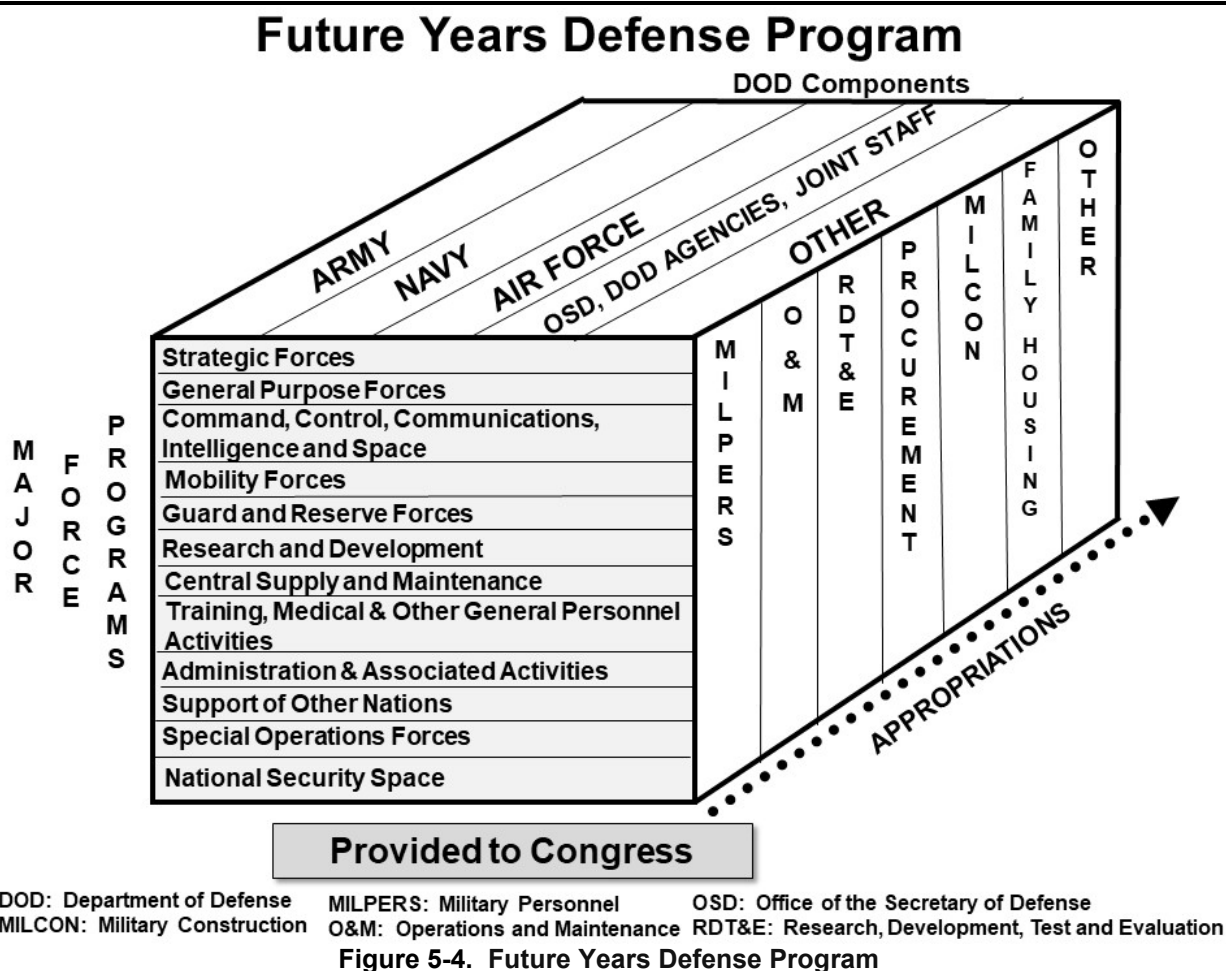 Future Years Defense Program
DOD Components
ARMY
NAVY
AIR FORCE
OSD, DOD AGENCIES, JOINT STAFF
OTHER
MAJOR
FORCE
PROGRAMS
Strategic Forces
General Purpose Forces
Command, Control, Communications,
Intelligence and Space
Mobility Forces
Guard and Reserve Forces
Research and Development
Central Supply and Maintenance
Training, Medical & Other General Personnel
Activities
Administration & Associated Activities
Support of Other Nations
Special Operations Forces
National Security Space
MILPERS
O & M
RDT&E
PROCUREMENT
MILCON
FAMILY HOUSING
OTHER
APPROPRIATIONS
Provided to Congress
DOD: Department of Defense
MILCON: Military Construction
MILPERS: Military Personnel
O&M: Operations and Maintenance
OSD: Office of the Secretary of Defense
RDT&E: Research, Development, Test and Evaluation
Figure 5-4. Future Years Defense Program